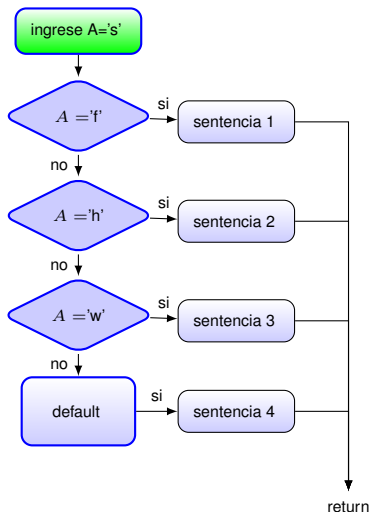 ingrese A='s'
A ='f'
si
sentencia 1
no
A ='h'
si
sentencia 2
no
A ='w'
si
sentencia 3
no
default
si
sentencia 4
return